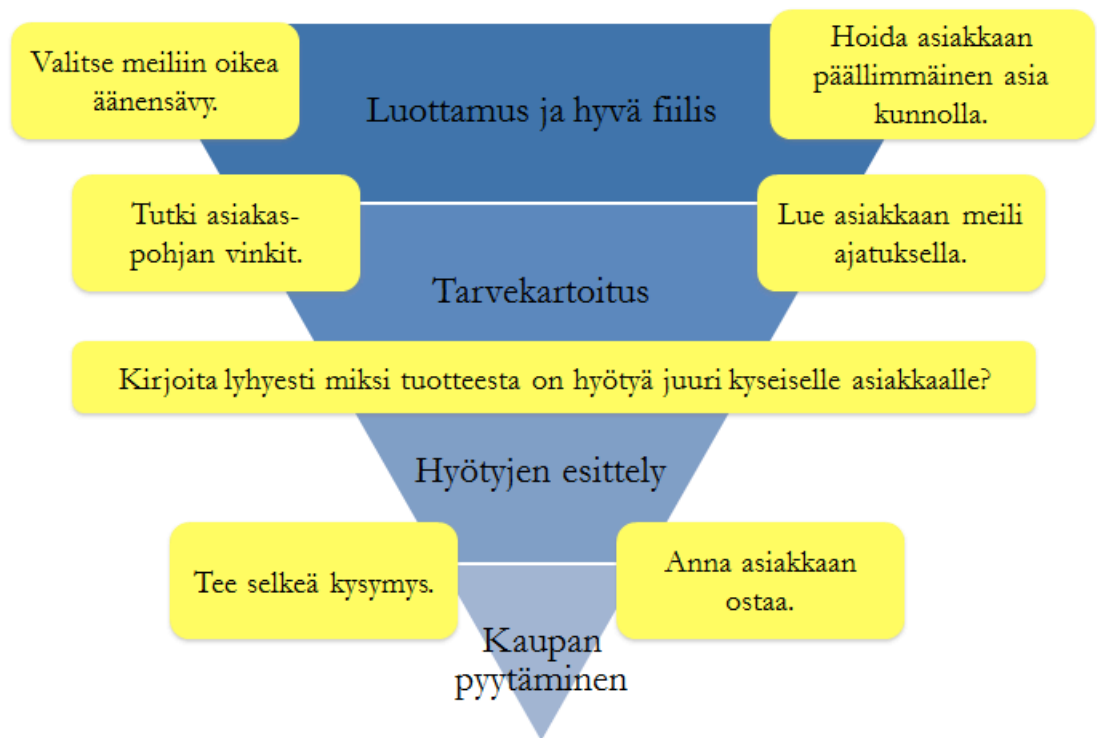 Valitse meiliin oikea
äänensävy.
Luottamus ja hyvä fiilis
Hoida asiakkaan
päällimmäinen asia
kunnolla.
Tutki asiakas-
pohjan vinkit.
Lue asiakkaan meili
ajatuksella.
Tarvekartoitus
Kirjoita lyhyesti miksi tuotteesta on hyötyä juuri kyseiselle asiakkaalle?
Hyötyjen esittely
Tee selkeä kysymys.
Anna asiakkaan
ostaa.
Kaupan
pyytäminen